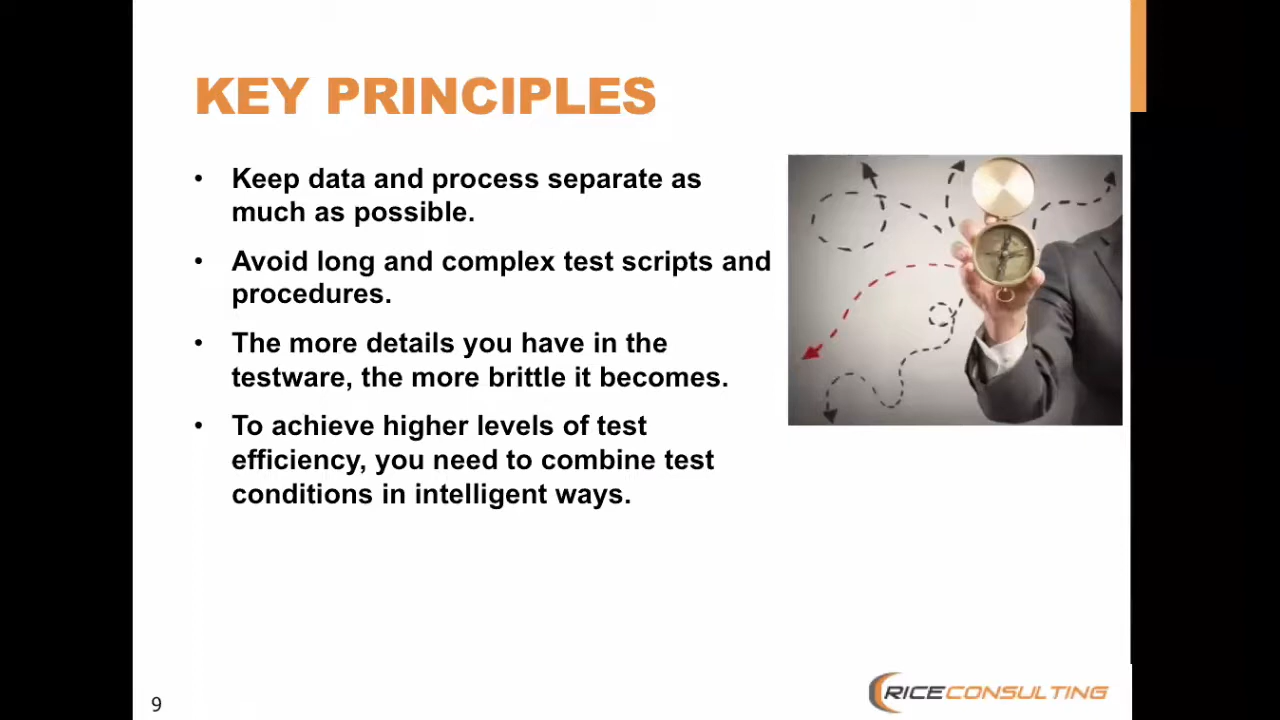 KEY PRINCIPLES
• Keep data and process separate as
much as possible.
• Avoid long and complex test scripts and
procedures.
• The more details you have in the
testware, the more brittle it becomes.
• To achieve higher levels of test
efficiency, you need to combine test
conditions in intelligent ways.
9
RICECONSULTING